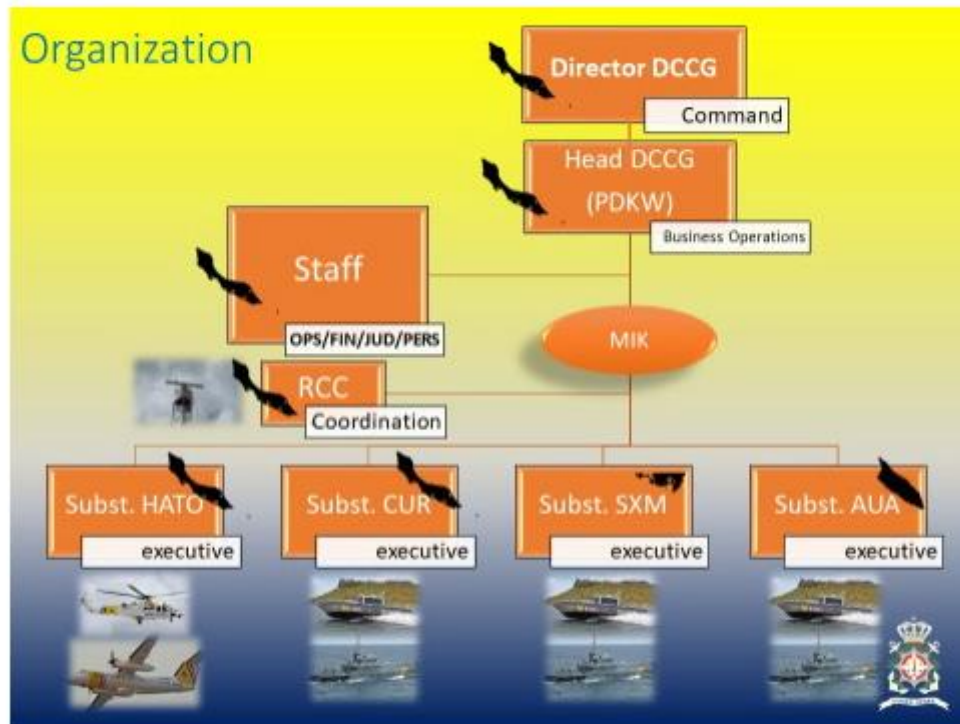 Organization
Director DCCG
Command
Head DCCG
(PDKW)
Business Operations
Staff
OPS/FIN/JUD/PERS
MIK
RCC
Coordination
Subst. HATO
executive
Subst. CUR
executive
Subst. SXM
executive
Subst. AUA
executive